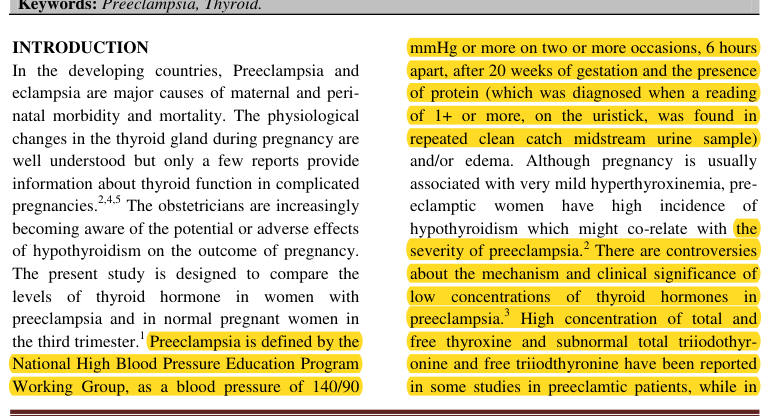 Keywords: Preeclampsia, Thyroid.
INTRODUCTION
In the developing countries, Preeclampsia and
eclampsia are major causes of maternal and peri-
natal morbidity and mortality. The physiological
changes in the thyroid gland during pregnancy are
well understood but only a few reports provide
information about thyroid function in complicated
pregnancies.2,4,5 The obstetricians are increasingly
becoming aware of the potential or adverse effects
of hypothyroidism on the outcome of pregnancy.
The present study is designed to compare the
levels of thyroid hormone in women with
preeclampsia and in normal pregnant women in
the third trimester.1 Preeclampsia is defined by the
National High Blood Pressure Education Program
Working Group, as a blood pressure of 140/90
mmHg or more on two or more occasions, 6 hours
apart, after 20 weeks of gestation and the presence
of protein (which was diagnosed when a reading
of 1+ or more, on the uristick, was found in
repeated clean catch midstream urine sample)
and/or edema. Although pregnancy is usually
associated with very mild hyperthyroxinemia, pre-
eclamptic women have high incidence of
hypothyroidism which might co-relate with the
severity of preeclampsia.2 There are controversies
about the mechanism and clinical significance of
low concentrations of thyroid hormones in
preeclampsia.3 High concentration of total and
free thyroxine and subnormal total triiodothyr-
onine and free triiodthyronine have been reported
in some studies in preeclamtic patients, while in